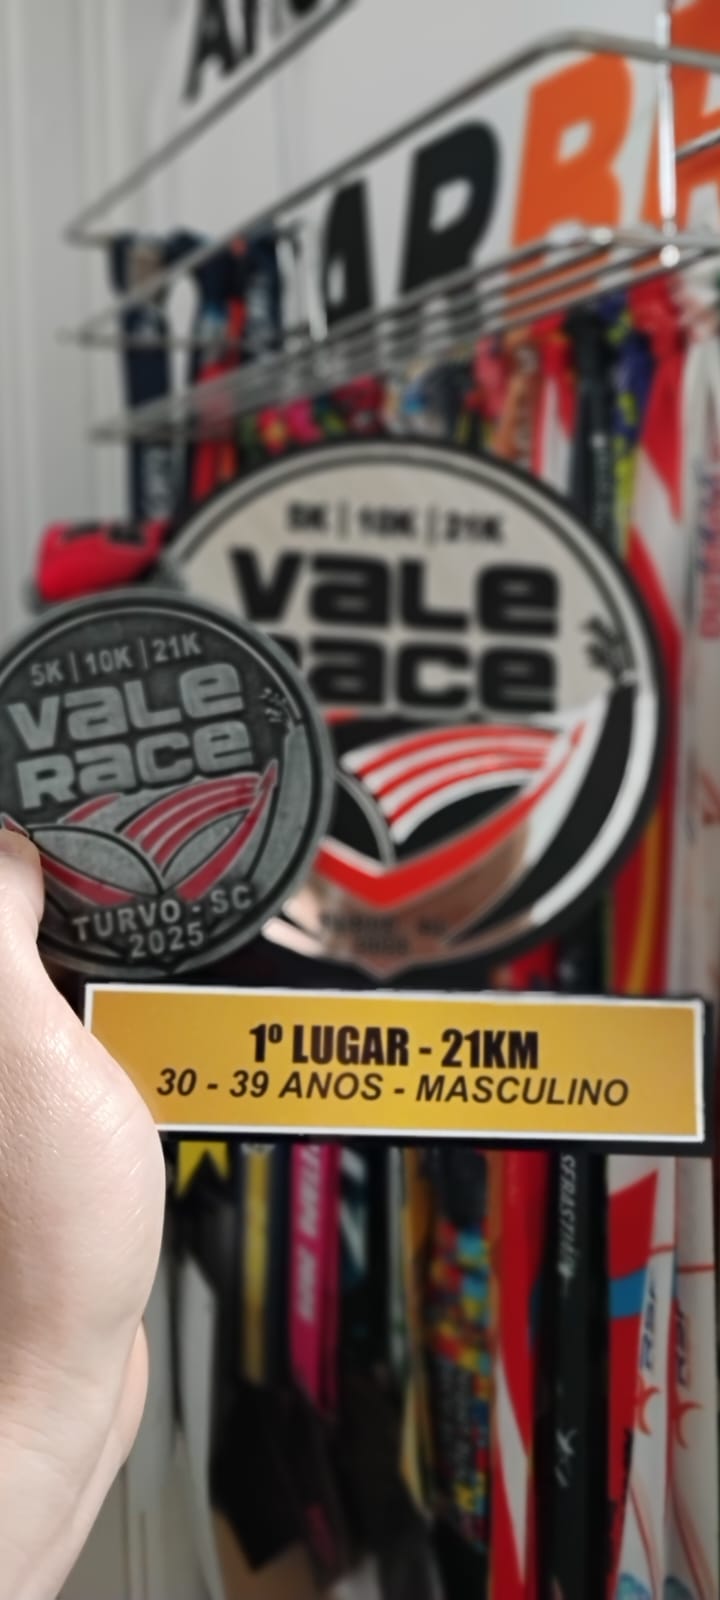 AR
5K | 10K | 21K
VaLe
Race
5K | 10K | 21K
VaLe
Race
TURVO - SC
2025
1º LUGAR - 21KM
30 - 39 ANOS - MASCULINO